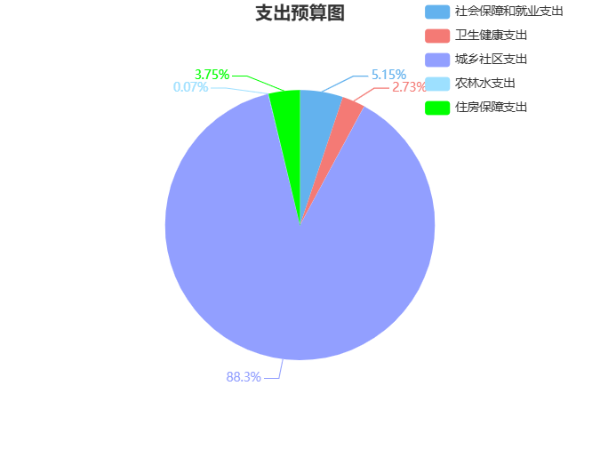 支出预算图
社会保障和就业支出
卫生健康支出
城乡社区支出
农林水支出
住房保障支出
3.75%
5.15%
0.07%
2.73%
88.3%